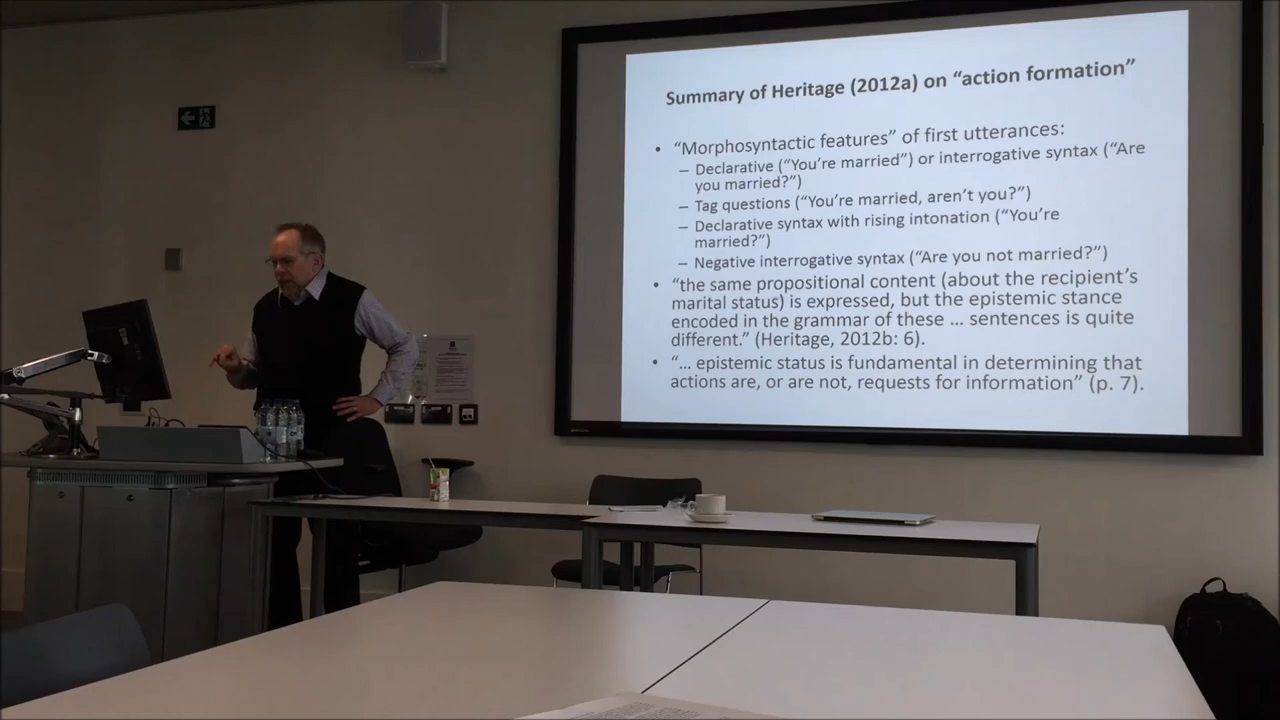 Summary of Heritage (2012a) on “action formation”
• “Morphosyntactic features” of first utterances:
– Declarative (“You’re married”) or interrogative syntax (“Are
you married?”)
– Tag questions (“You’re married, aren’t you?”)
– Declarative syntax with rising intonation (“You’re
married?”)
– Negative interrogative syntax (“Are you not married?”)
• “the same propositional content (about the recipient’s
marital status) is expressed, but the epistemic stance
encoded in the grammar of these … sentences is quite
different.” (Heritage, 2012b: 6).
• “… epistemic status is fundamental in determining that
actions are, or are not, requests for information” (p. 7).